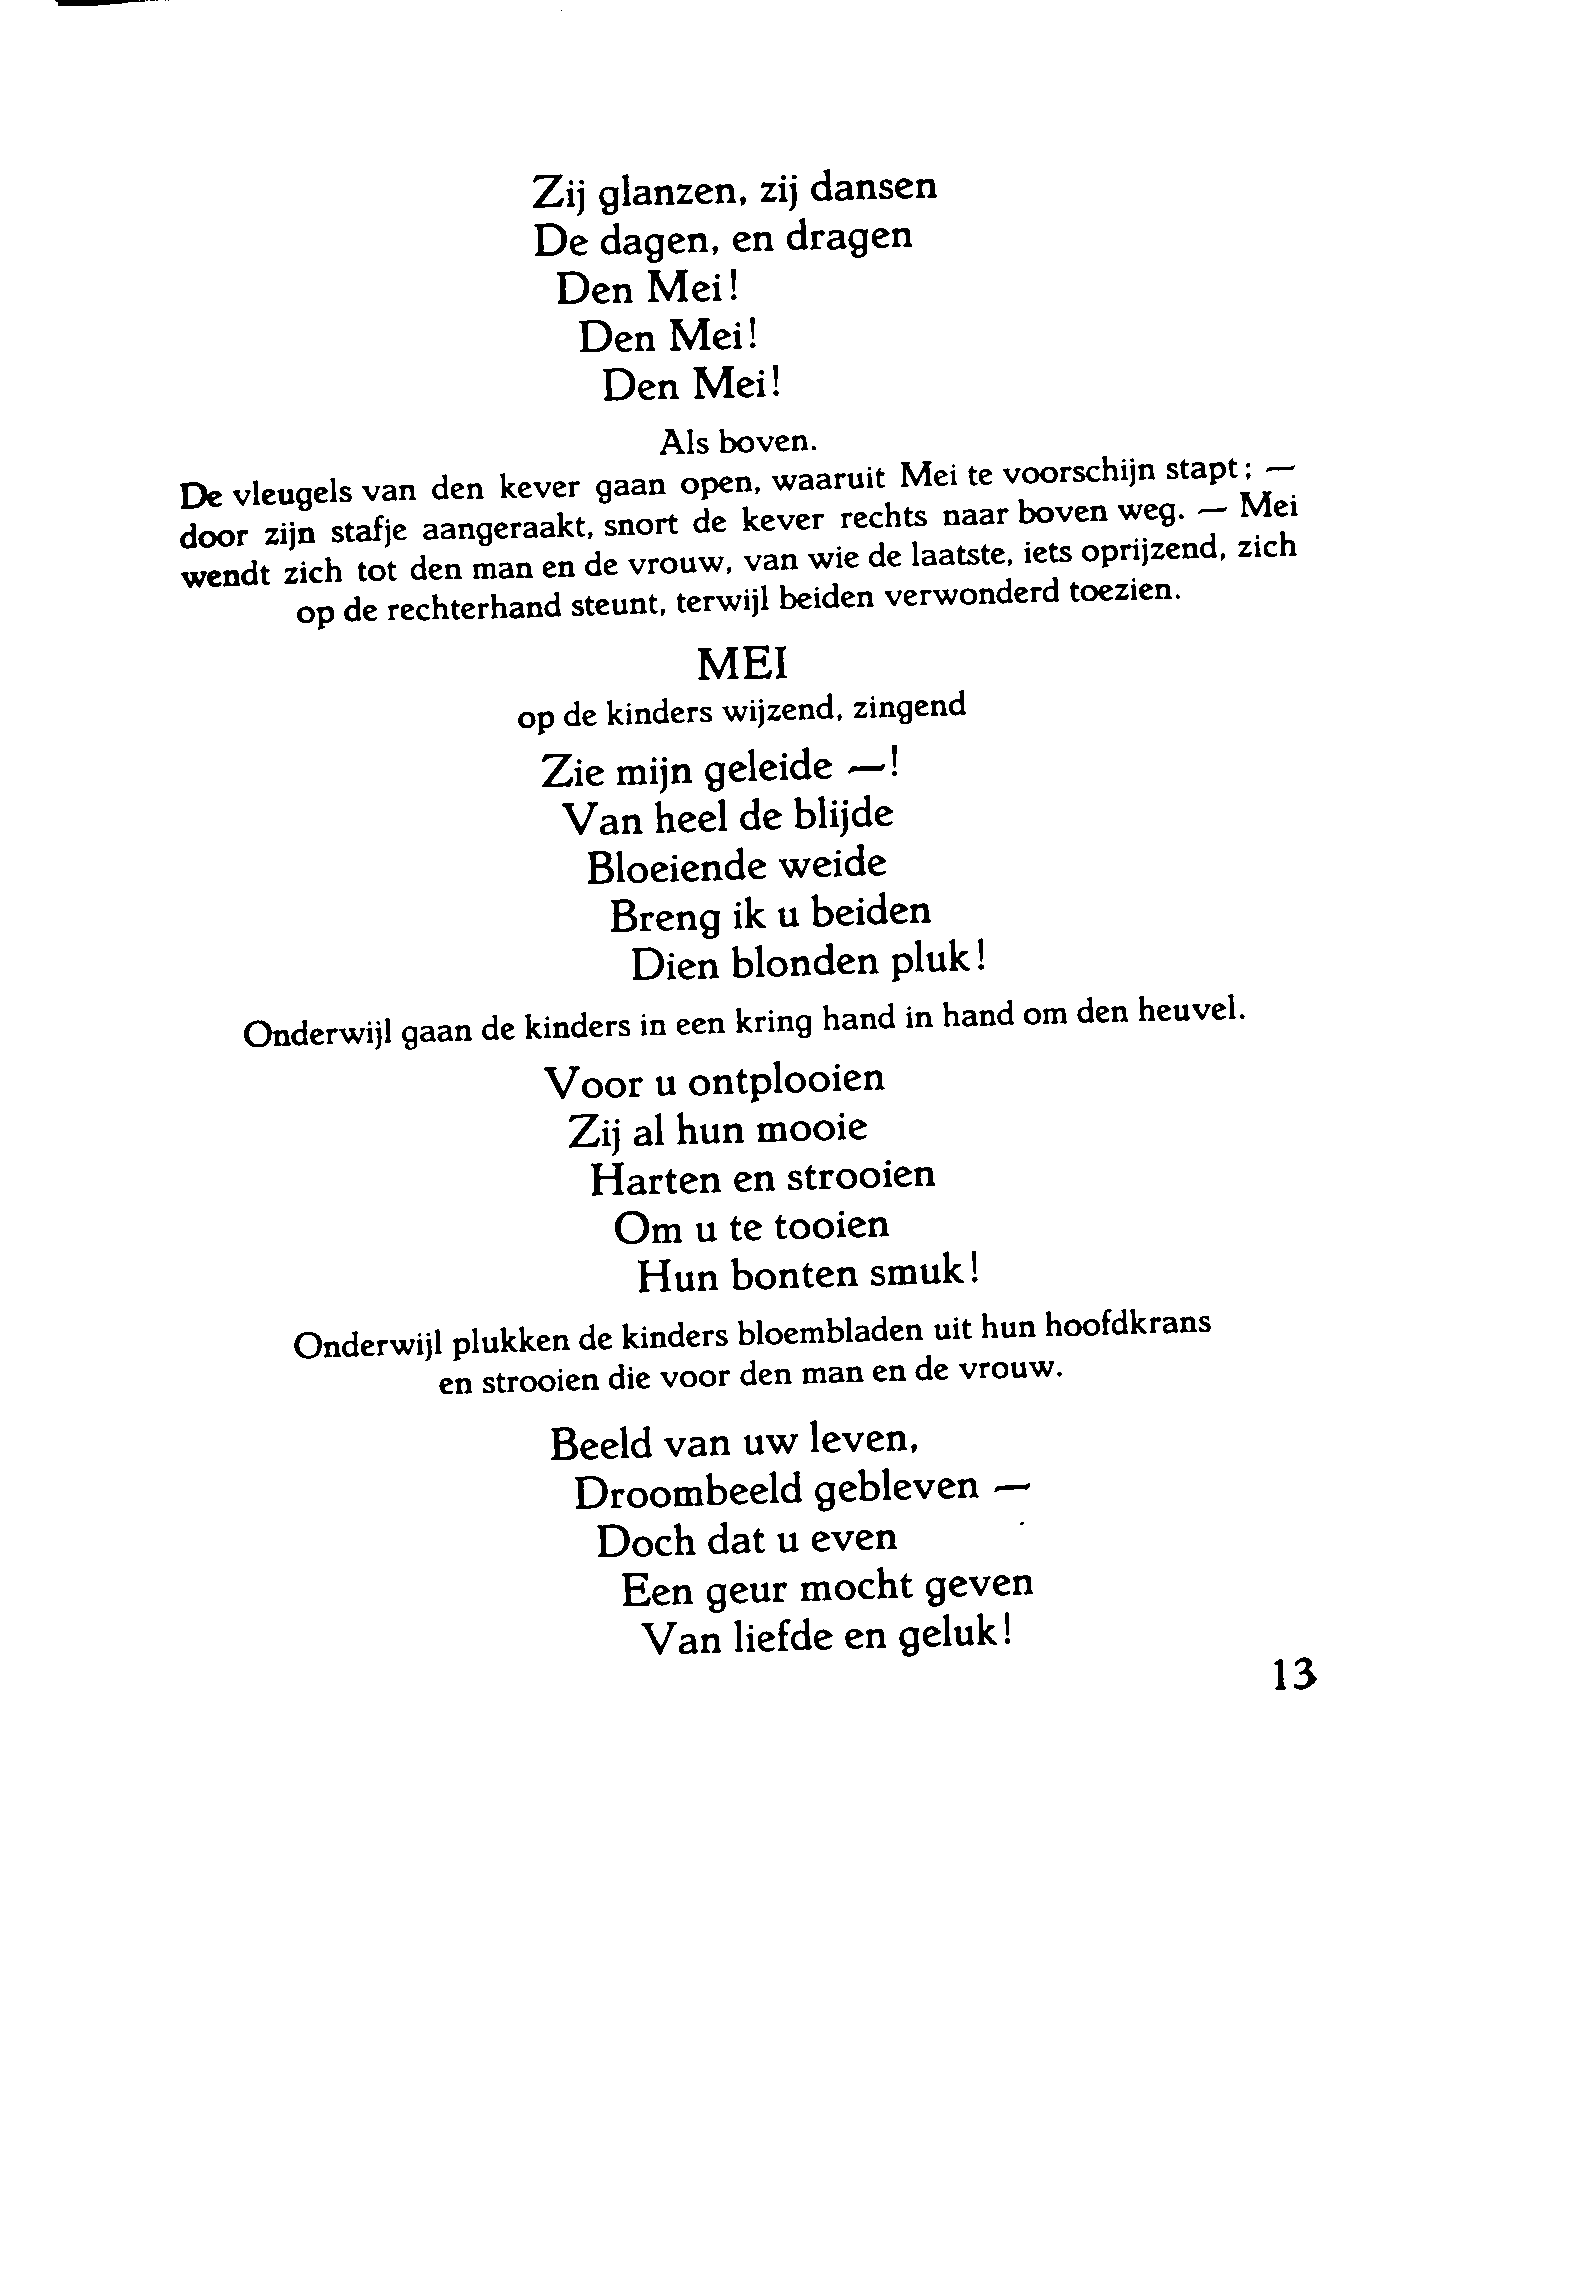 Zij glanzen, zij dansen
De dagen, en dragen
Den Mei!
Den Mei!
Den Mei!
Als boven.
De vleugels van den kever gaan open, waaruit Mei te voorschijn stapt; —
door zijn stafje aangeraakt, snort de kever rechts naar boven weg. — Mei
wendt zich tot den man en de vrouw, van wie de laatste, iets oprijzend, zich
op de rechterhand steunt, terwijl beiden verwonderd toezien.
MEI
op de kinders wijzend, zingend
Zie mijn geleide —!
Van heel de blijde
Bloeiende weide
Breng ik u beiden
Dien blonden pluk!
Onderwijl gaan de kinders in een kring hand in hand om den heuvel.
Voor u ontplooien
Zij al hun mooie
Harten en strooien
Om u te tooien
Hun bonten smuk!
Onderwijl plukken de kinders bloembladen uit hun hoofdkrans
en strooien die voor den man en de vrouw.
Beeld van uw leven,
Droombeeld gebleven —
Doch dat u even
Een geur mocht geven
Van liefde en geluk!
13